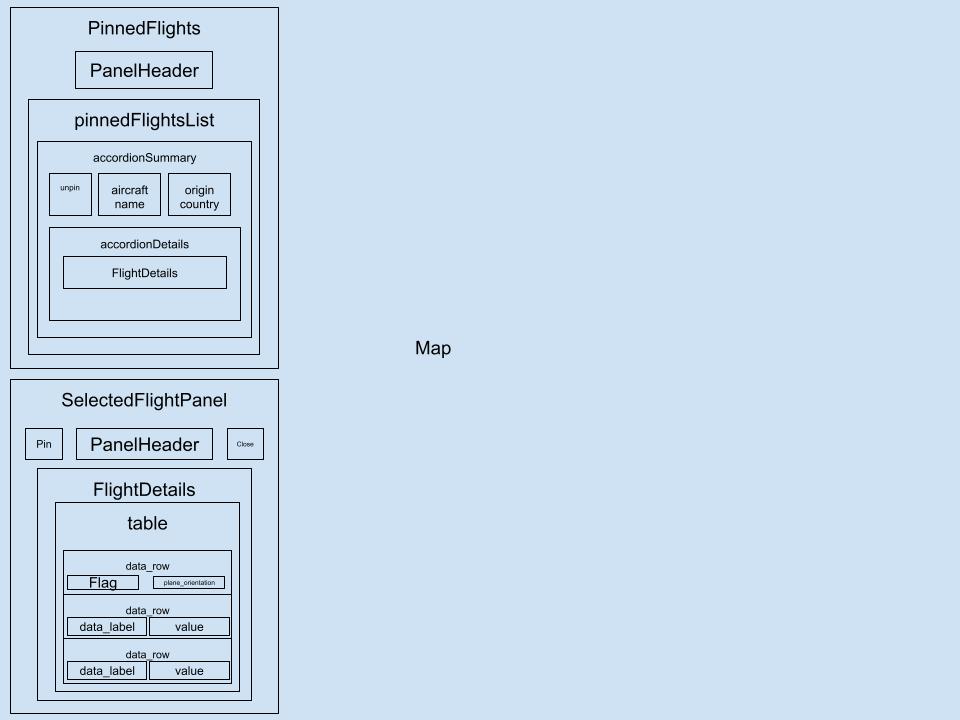 PinnedFlights
PanelHeader
pinnedFlightsList
accordionSummary
unpin
aircraft
name
origin
country
accordionDetails
FlightDetails
Map
SelectedFlightPanel
Pin
PanelHeader
Close
FlightDetails
table
data_row
Flag
plane_orientation
data_row
data_label
value
data_row
data_label
value